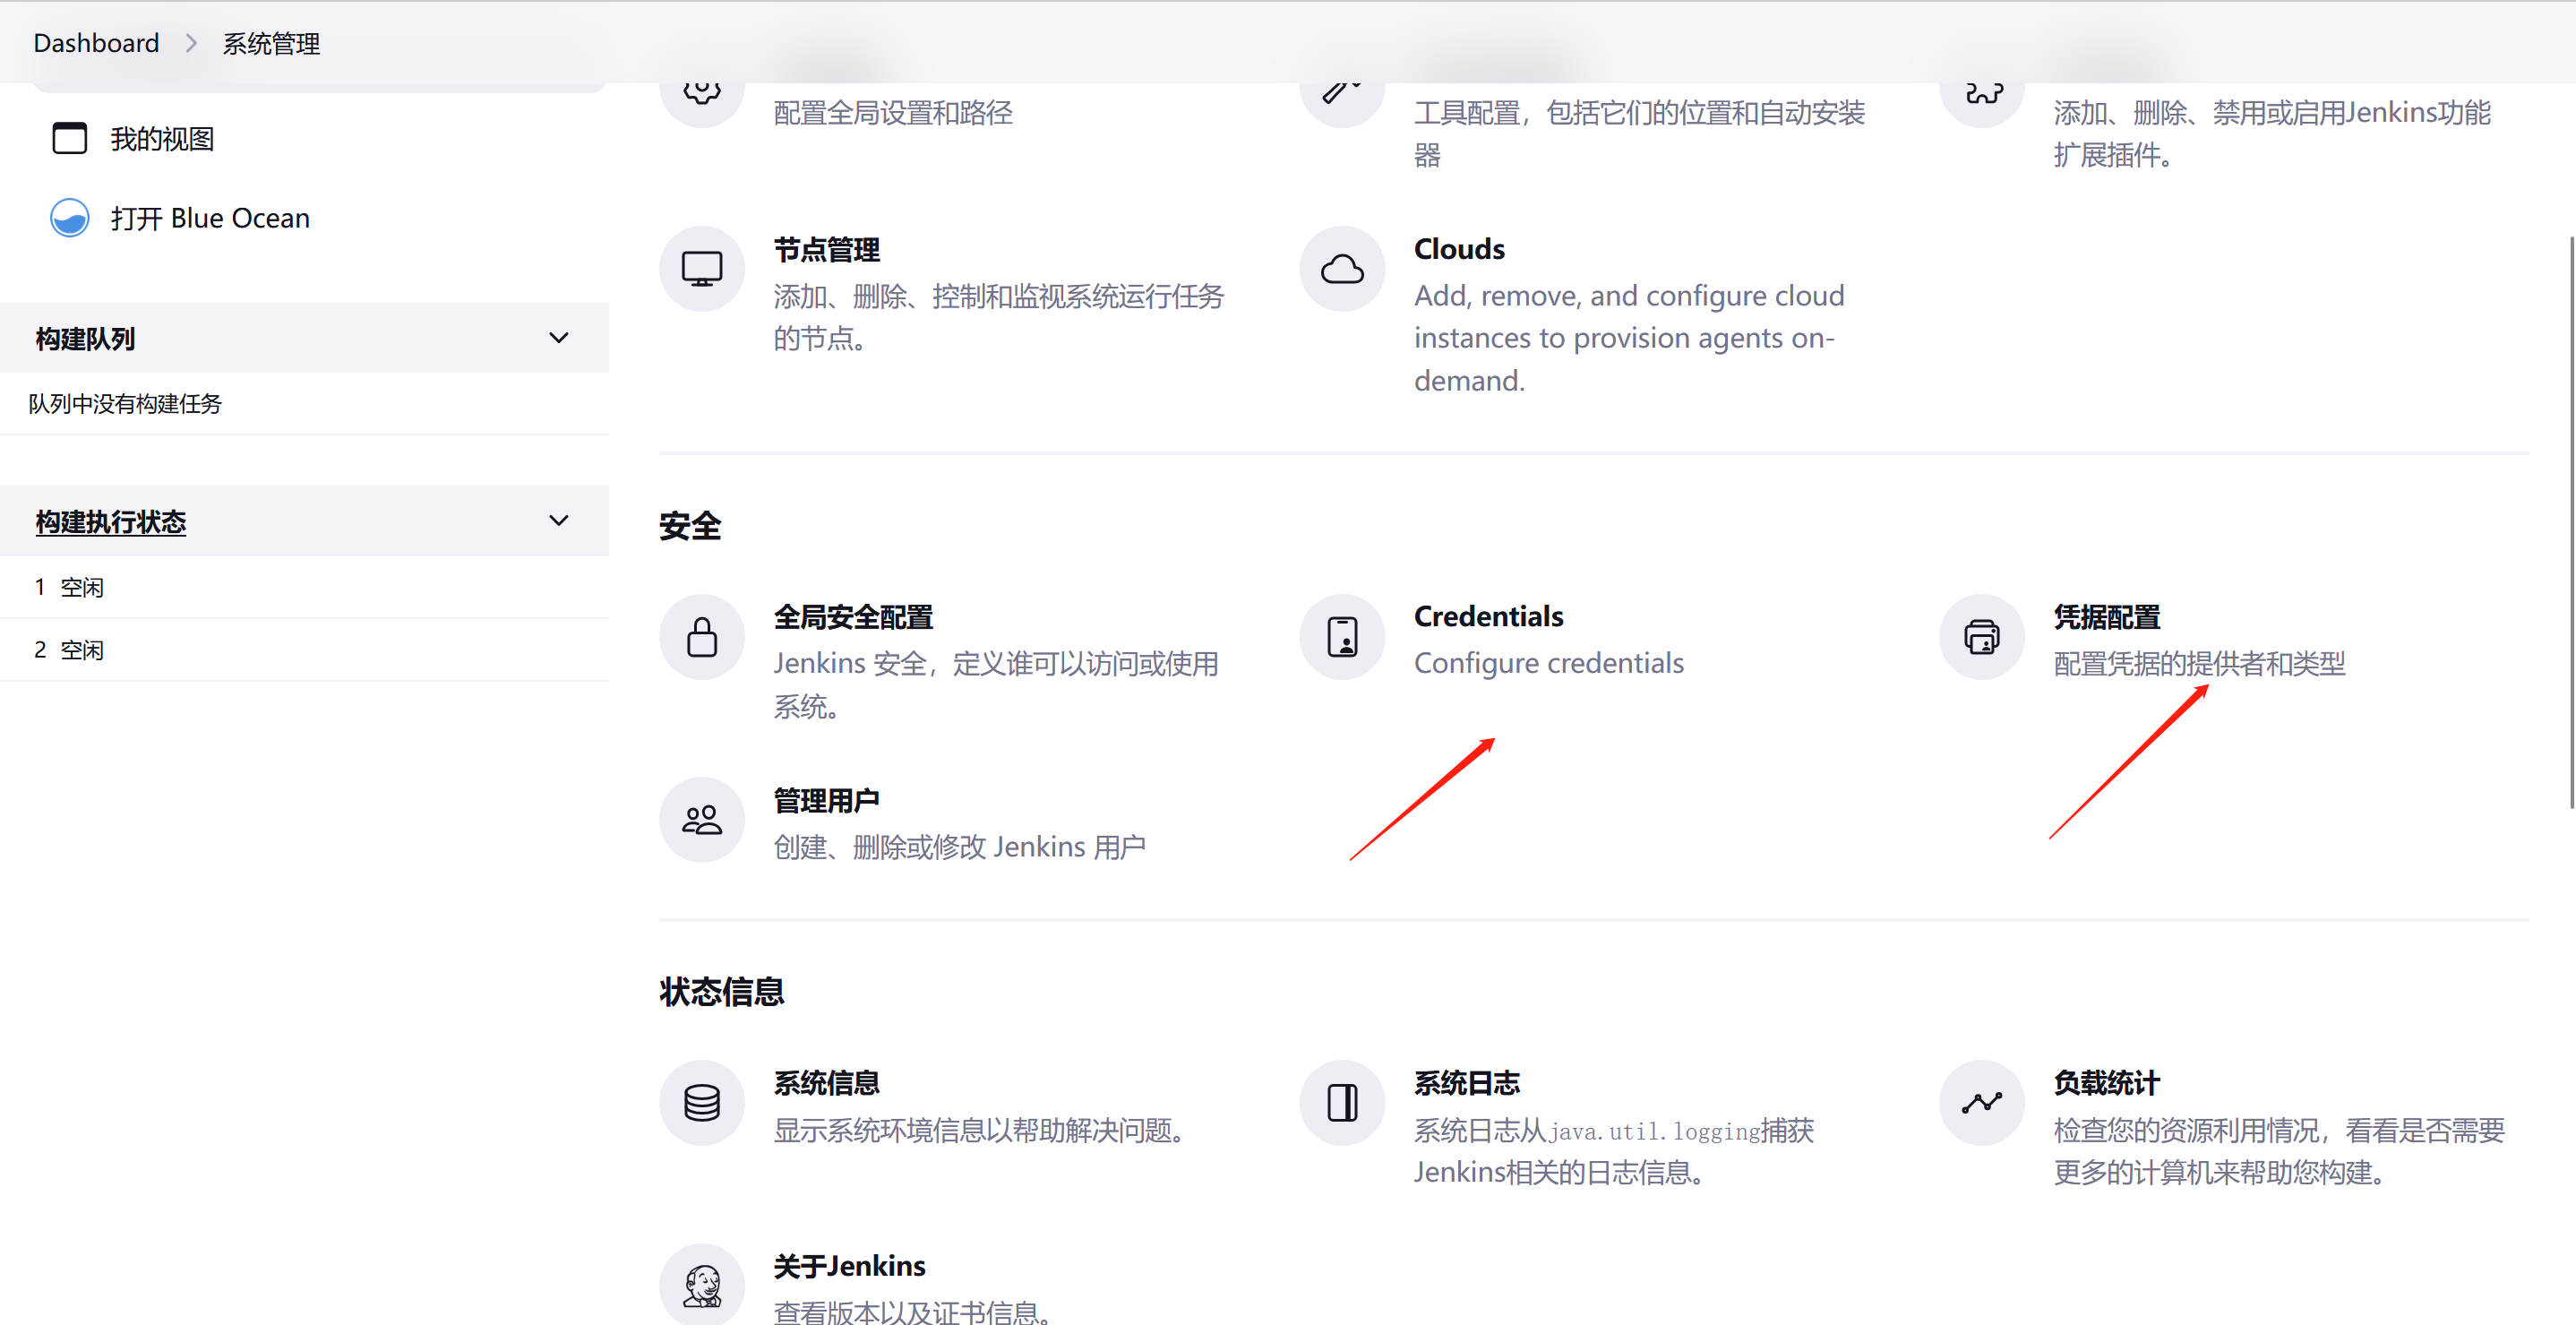 Dashboard > 系统管理
我的视图
打开 Blue Ocean
构建队列
队列中没有构建任务
构建执行状态
1 空闲
2 空闲
配置全局设置和路径
工具配置，包括它们的位置和自动安装
器
添加、删除、禁用或启用Jenkins功能
扩展插件。
节点管理
添加、删除、控制和监视系统运行任务
的节点。
Clouds
Add, remove, and configure cloud
instances to provision agents on-
demand.
安全
全局安全配置
Jenkins 安全，定义谁可以访问或使用
系统。
Credentials
Configure credentials
凭据配置
配置凭据的提供者和类型
管理用户
创建、删除或修改 Jenkins 用户
状态信息
系统信息
显示系统环境信息以帮助解决问题。
系统日志
系统日志从java.util.logging捕获
Jenkins相关的日志信息。
负载统计
检查您的资源利用情况，看看是否需要
更多的计算机来帮助您构建。
关于Jenkins
查看版本以及证书信息。